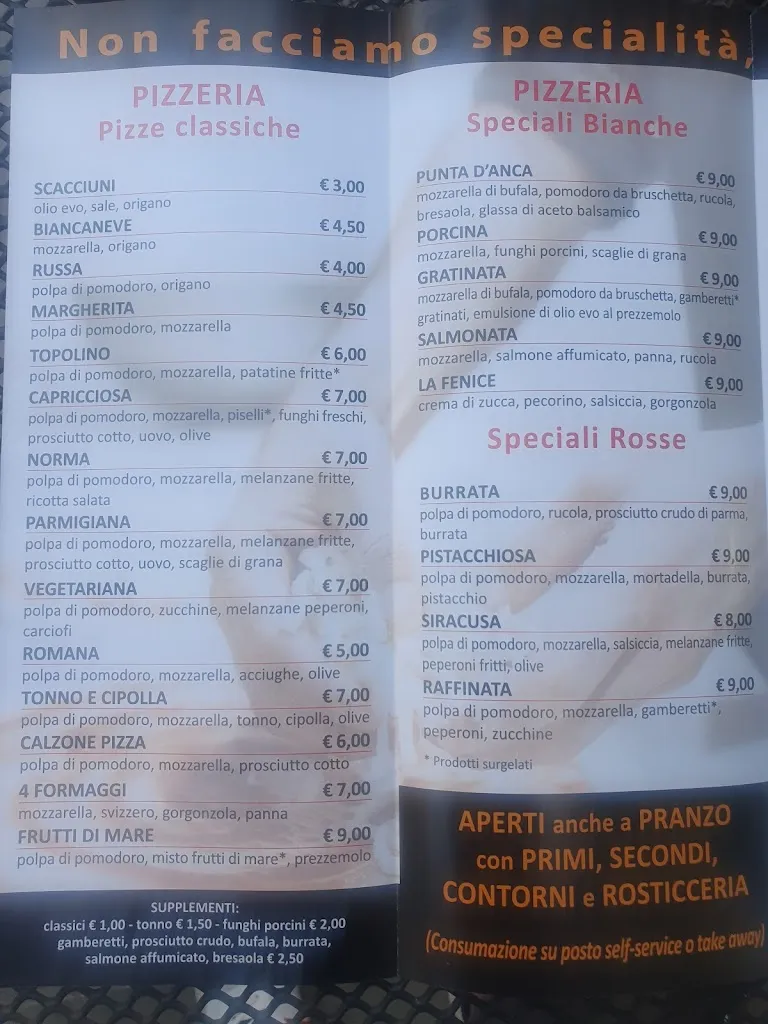 Non facciamo specialità,
PIZZERIA
Pizze classiche
SCACCIUNI € 3,00
olio evo, sale, origano
BIANCANEVE € 4,50
mozzarella, origano
RUSSA € 4,00
polpa di pomodoro, origano
MARGHERITA € 4,50
polpa di pomodoro, mozzarella
TOPOLINO € 6,00
polpa di pomodoro, mozzarella, patatine fritte*
CAPRICCIOSA € 7,00
polpa di pomodoro, mozzarella, piselli*, funghi freschi,
prosciutto cotto, uovo, olive
NORMA € 7,00
polpa di pomodoro, mozzarella, melanzane fritte,
ricotta salata
PARMIGIANA € 7,00
polpa di pomodoro, mozzarella, melanzane fritte,
prosciutto cotto, uovo, scaglie di grana
VEGETARIANA € 7,00
polpa di pomodoro, zucchine, melanzane peperoni,
carciofi
ROMANA € 5,00
polpa di pomodoro, mozzarella, acciughe, olive
TONNO E CIPOLLA € 7,00
polpa di pomodoro, mozzarella, tonno, cipolla, olive
CALZONE PIZZA € 6,00
polpa di pomodoro, mozzarella, prosciutto cotto
4 FORMAGGI € 7,00
mozzarella, svizzero, gorgonzola, panna
FRUTTI DI MARE € 9,00
polpa di pomodoro, misto frutti di mare*, prezzemolo
SUPPLEMENTI:
classici € 1,00 - tonno € 1,50 - funghi porcini € 2,00
gamberetti, prosciutto crudo, bufala, burrata,
salmone affumicato, bresaola € 2,50
PIZZERIA
Speciali Bianche
PUNTA D'ANCA € 9,00
mozzarella di bufala, pomodoro da bruschetta, rucola,
bresaola, glassa di aceto balsamico
PORCINA € 9,00
mozzarella, funghi porcini, scaglie di grana
GRATINATA € 9,00
mozzarella di bufala, pomodoro da bruschetta, gamberetti*
gratinati, emulsione di olio evo al prezzemolo
SALMONATA € 9,00
mozzarella, salmone affumicato, panna, rucola
LA FENICE € 9,00
crema di zucca, pecorino, salsiccia, gorgonzola
Speciali Rosse
BURRATA € 9,00
polpa di pomodoro, rucola, prosciutto crudo di parma,
burrata
PISTACCHIOSA € 9,00
polpa di pomodoro, mozzarella, mortadella, burrata,
pistacchio
SIRACUSA € 8,00
polpa di pomodoro, mozzarella, salsiccia, melanzane fritte,
peperoni fritti, olive
RAFFINATA € 9,00
polpa di pomodoro, mozzarella, gamberetti*,
peperoni, zucchine
* Prodotti surgelati
APERTI anche a PRANZO
con PRIMI, SECONDI,
CONTORNI e ROSTICCERIA
(Consumazione su posto self-service o take away)